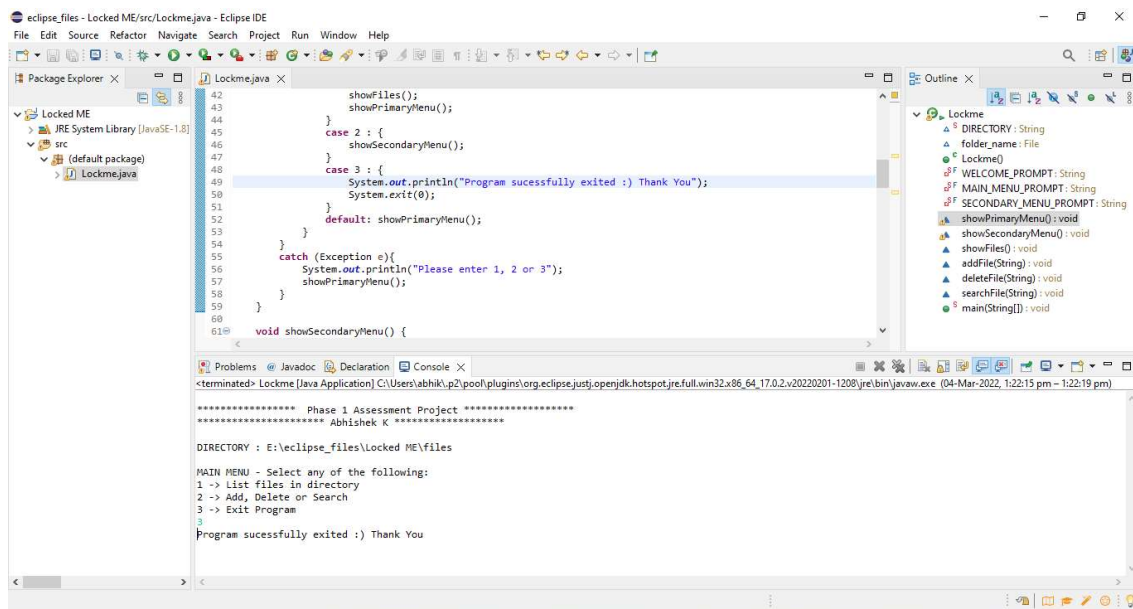 eclipse_files - Locked ME/src/Lockme.java - Eclipse IDE
File Edit Source Refactor Navigate Search Project Run Window Help
Package Explorer
Locked ME
JRE System Library [JavaSE-1.8]
src
(default package)
Lockme.java
Lockme.java
42 showFiles();
43 showPrimaryMenu();
44 }
45 case 2 : {
46 showSecondaryMenu();
47 }
48 case 3 : {
49 System.out.println("Program sucessfully exited :) Thank You");
50 System.exit(0);
51 }
52 default: showPrimaryMenu();
53 }
54 }
55 catch (Exception e){
56 System.out.println("Please enter 1, 2 or 3");
57 showPrimaryMenu();
58 }
59 }
60
61 void showSecondaryMenu() {
Outline
Lockme
S DIRECTORY : String
folder_name : File
C Lockme()
S F WELCOME_PROMPT : String
S F MAIN_MENU_PROMPT : String
S F SECONDARY_MENU_PROMPT : String
showPrimaryMenu() : void
showSecondaryMenu() : void
showFiles() : void
addFile(String) : void
deleteFile(String) : void
searchFile(String) : void
S main(String[]) : void
Problems @ Javadoc Declaration Console
<terminated> Lockme [Java Application] C:\Users\abhik\.p2\pool\plugins\org.eclipse.justj.openjdk.hotspot.jre.full.win32.x86_64_17.0.2.v20220201-1208\jre\bin\javaw.exe (04-Mar-2022, 1:22:15 pm – 1:22:19 pm)
***************** Phase 1 Assessment Project *******************
********************** Abhishek K *******************
DIRECTORY : E:\eclipse_files\Locked ME\files
MAIN MENU - Select any of the following:
1 -> List files in directory
2 -> Add, Delete or Search
3 -> Exit Program
3
Program sucessfully exited :) Thank You